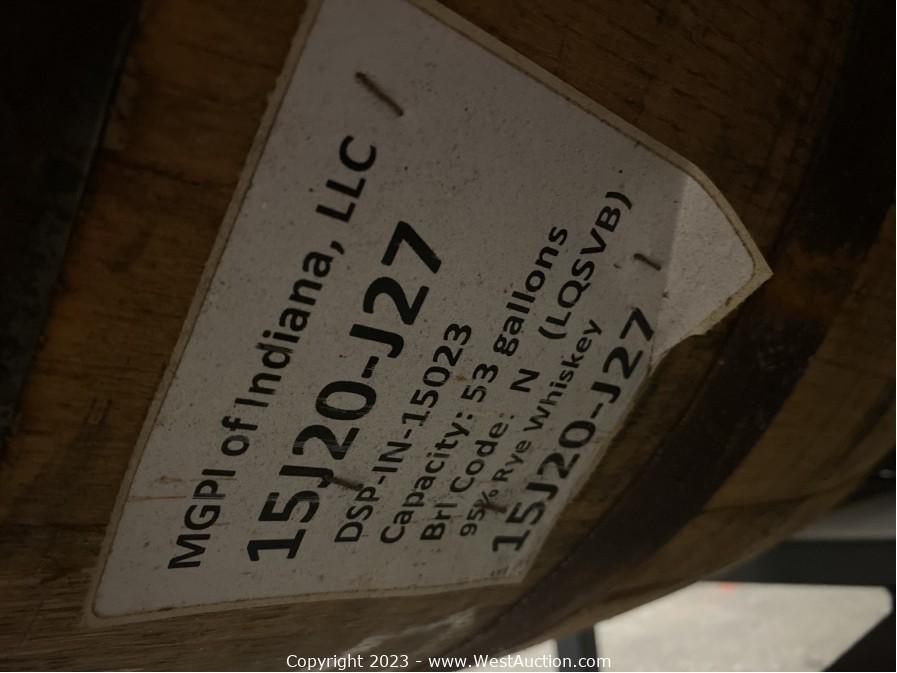 MGPI of Indiana, LLC
15J20-J27
DSP-IN-15023
Capacity: 53 gallons
Brl Code: N (LQSVB)
95% Rye Whiskey
15J20-J27
Copyright 2023 - www.WestAuction.com